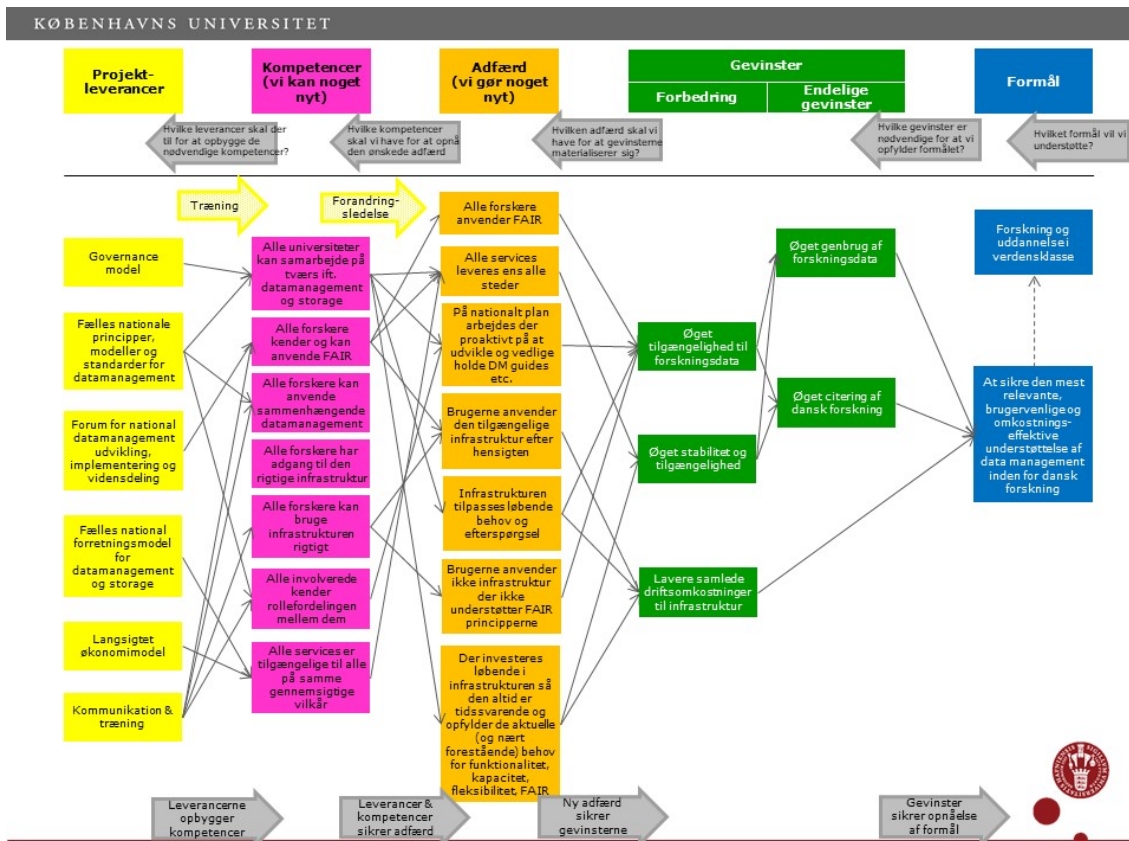 KØBENHAVNS UNIVERSITET
Projekt-
leverancer
Kompetencer
(vi kan noget
nyt)
Adfærd
(vi gør noget
nyt)
Gevinster
Forbedring
Endelige
gevinster
Formål
Hvilke leverancer skal der
til for at opbygge de
nødvendige kompetencer?
Hvilke kompetencer
skal vi have for at opnå
den ønskede adfærd
Hvilken adfærd skal vi
have for at gevinsterne
materialiserer sig?
Hvilke gevinster er
nødvendige for at vi
opfylder formålet?
Hvilket formål vil vi
understøtte?
Træning
Forandring-
sledelse
Governance
model
Fælles nationale
principper,
modeller og
standarder for
datamanagement
Forum for national
datamanagement
udvikling,
implementering og
vidensdeling
Fælles national
forretningsmodel
for
datamanagement
og storage
Langsigtet
økonomimodel
Kommunikation &
træning
Alle universiteter
kan samarbejde på
tværs ift.
datamanagement
og storage
Alle forskere
kender og kan
anvende FAIR
Alle forskere kan
anvende
sammenhængende
datamanagement
Alle forskere har
adgang til den
rigtige infrastruktur
Alle forskere kan
bruge
infrastrukturen
rigtigt
Alle involverede
kender
rollefordelingen
mellem dem
Alle services er
tilgængelige til alle
på samme
gennemsigtige
vilkår
Alle forskere
anvender FAIR
Alle services
leveres ens alle
steder
På nationalt plan
arbejdes der
proaktivt på at
udvikle og vedlige
holde DM guides
etc.
Brugerne anvender
den tilgængelige
infrastruktur efter
hensigten
Infrastrukturen
tilpasses løbende
behov og
efterspørgsel
Brugerne anvender
ikke infrastruktur
der ikke
understøtter FAIR
principperne
Der investeres
løbende i
infrastrukturen så
den altid er
tidssvarende og
opfylder de aktuelle
(og nært
forestående) behov
for funktionalitet,
kapacitet,
fleksibilitet, FAIR
Øget
tilgængelighed til
forskningsdata
Øget stabilitet og
tilgængelighed
Lavere samlede
driftsomkostninger
til infrastruktur
Øget genbrug af
forskningsdata
Øget citering af
dansk forskning
Forskning og
uddannelse i
verdensklasse
At sikre den mest
relevante,
brugervenlige og
omkostnings-
effektive
understøttelse af
data management
inden for dansk
forskning
Leverancerne
opbygger
kompetencer
Leverancer &
kompetencer
sikrer adfærd
Ny adfærd
sikrer
gevinsterne
Gevinster
sikrer opnåelse
af formål